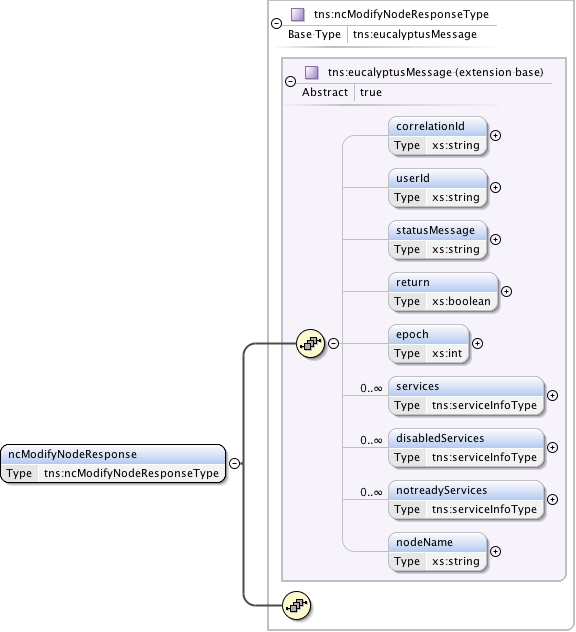 tns:ncModifyNodeResponseType
Base Type tns:eucalyptusMessage
tns:eucalyptusMessage (extension base)
Abstract true
correlationId
Type xs:string
userId
Type xs:string
statusMessage
Type xs:string
return
Type xs:boolean
epoch
Type xs:int
0..∞ services
Type tns:serviceInfoType
0..∞ disabledServices
Type tns:serviceInfoType
0..∞ notreadyServices
Type tns:serviceInfoType
nodeName
Type xs:string
ncModifyNodeResponse
Type tns:ncModifyNodeResponseType